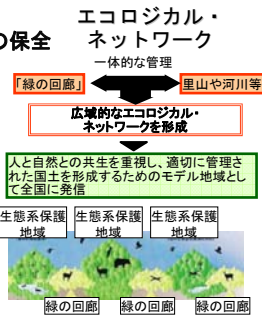 エコロジカル・
の保全 ネットワーク
一体的な管理
「緑の回廊」 里山や河川等
広域的なエコロジカル・
ネットワークを形成
人と自然との共生を重視し、適切に管理さ
れた国土を形成するためのモデル地域とし
て全国に発信
生態系保護 生態系保護 生態系保護
地域 地域 地域
緑の回廊 緑の回廊 緑の回廊